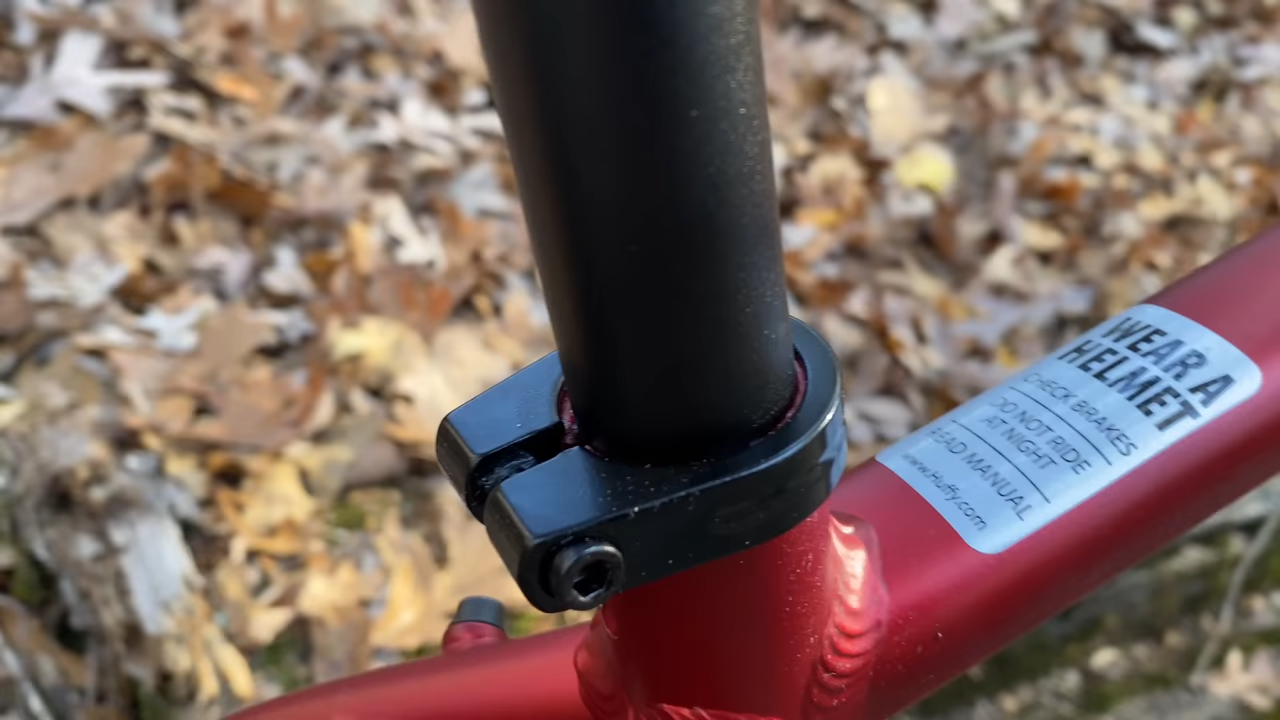 WEAR A
HELMET
CHECK BRAKES
DO NOT RIDE
AT NIGHT
READ MANUAL
www.Huffy.com